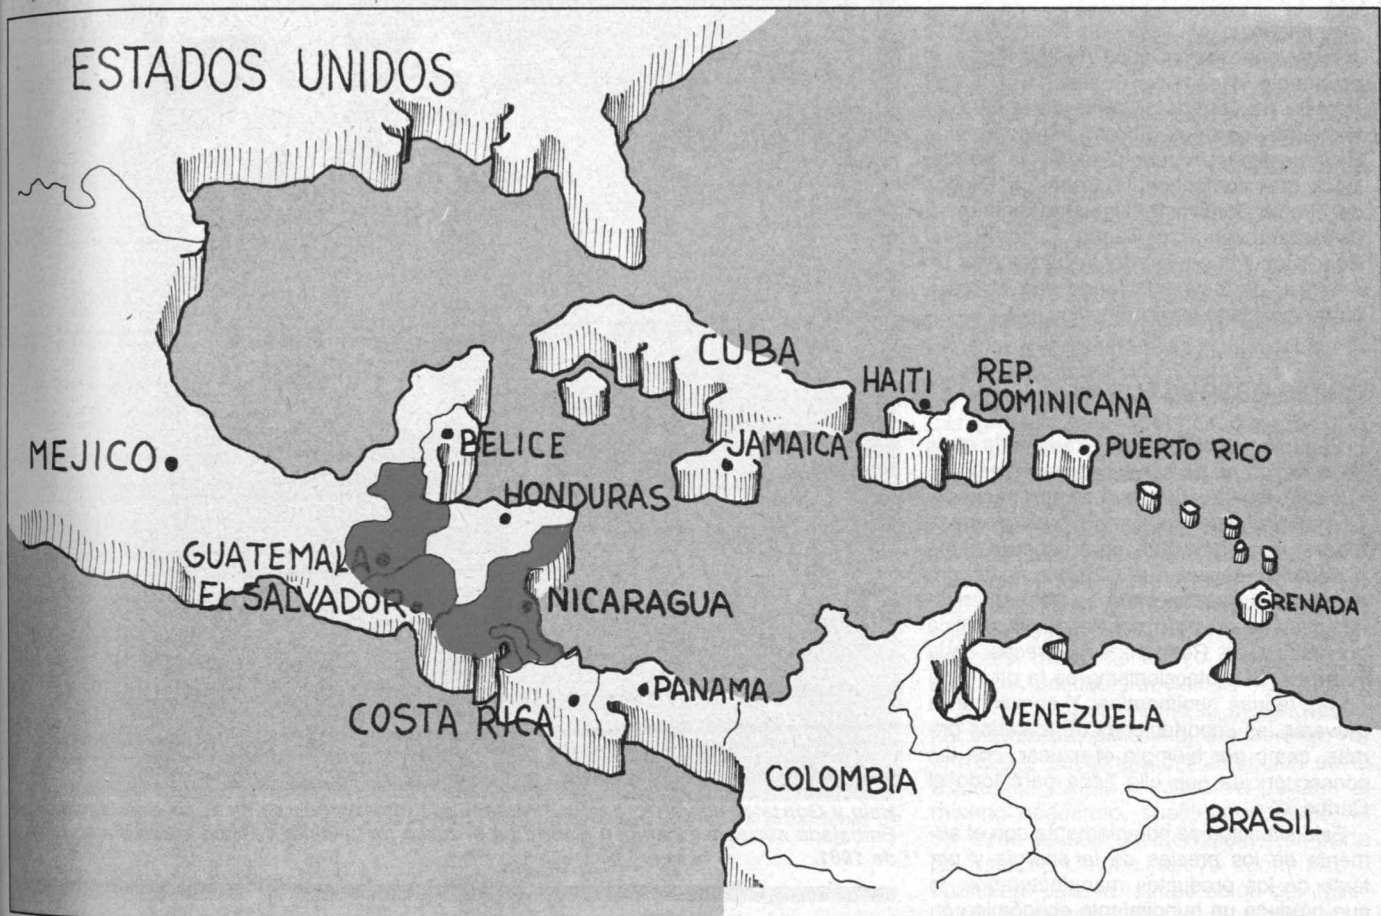 ESTADOS UNIDOS
CUBA
HAITI
REP.
DOMINICANA
MEJICO
BELICE
JAMAICA
PUERTO RICO
HONDURAS
GUATEMALA
EL SALVADOR
NICARAGUA
GRENADA
PANAMA
COSTA RICA
VENEZUELA
COLOMBIA
BRASIL